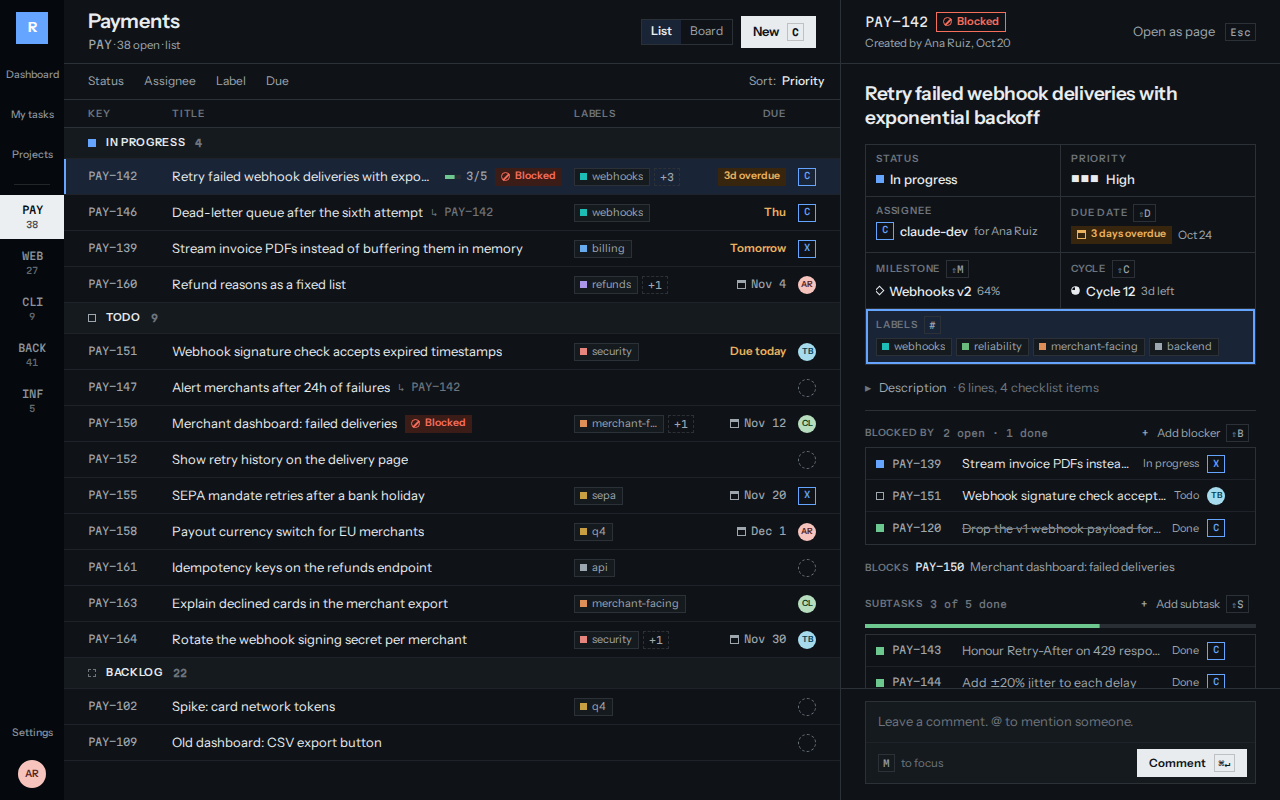 R
Dashboard
My tasks
Projects
PAY
38
WEB
27
CLI
9
BACK
41
INF
5
Settings
AR
Payments
PAY·38 open·list
List Board
New C
Status Assignee Label Due
Sort: Priority
KEY TITLE LABELS DUE
IN PROGRESS 4
PAY-142 Retry failed webhook deliveries with expo… 3/5 Blocked webhooks +3 3d overdue C
PAY-146 Dead-letter queue after the sixth attempt ↳ PAY-142 webhooks Thu C
PAY-139 Stream invoice PDFs instead of buffering them in memory billing Tomorrow X
PAY-160 Refund reasons as a fixed list refunds +1 Nov 4 AR
TODO 9
PAY-151 Webhook signature check accepts expired timestamps security Due today TB
PAY-147 Alert merchants after 24h of failures ↳ PAY-142
PAY-150 Merchant dashboard: failed deliveries Blocked merchant-f… +1 Nov 12 CL
PAY-152 Show retry history on the delivery page
PAY-155 SEPA mandate retries after a bank holiday sepa Nov 20 X
PAY-158 Payout currency switch for EU merchants q4 Dec 1 AR
PAY-161 Idempotency keys on the refunds endpoint api
PAY-163 Explain declined cards in the merchant export merchant-facing CL
PAY-164 Rotate the webhook signing secret per merchant security +1 Nov 30 TB
BACKLOG 22
PAY-102 Spike: card network tokens q4
PAY-109 Old dashboard: CSV export button
PAY-142 Blocked
Created by Ana Ruiz, Oct 20
Open as page Esc
Retry failed webhook deliveries with
exponential backoff
STATUS PRIORITY
In progress High
ASSIGNEE DUE DATE ⇧D
C claude-dev for Ana Ruiz 3 days overdue Oct 24
MILESTONE ⇧M CYCLE ⇧C
Webhooks v2 64% Cycle 12 3d left
LABELS #
webhooks reliability merchant-facing backend
▸ Description · 6 lines, 4 checklist items
BLOCKED BY 2 open · 1 done + Add blocker ⇧B
PAY-139 Stream invoice PDFs instea… In progress X
PAY-151 Webhook signature check accept… Todo TB
PAY-120 Drop the v1 webhook payload for… Done C
BLOCKS PAY-150 Merchant dashboard: failed deliveries
SUBTASKS 3 of 5 done + Add subtask ⇧S
PAY-143 Honour Retry-After on 429 respo… Done C
PAY-144 Add ±20% jitter to each delay Done C
Leave a comment. @ to mention someone.
M to focus
Comment ⌘↵